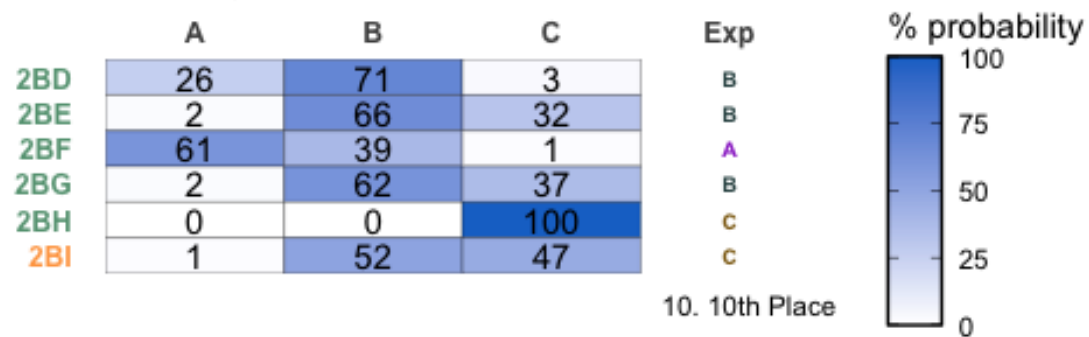 A B C Exp % probability
2BD 26 71 3 B
2BE 2 66 32 B
2BF 61 39 1 A
2BG 2 62 37 B
2BH 0 0 100 C
2BI 1 52 47 C
10. 10th Place
100
75
50
25
0